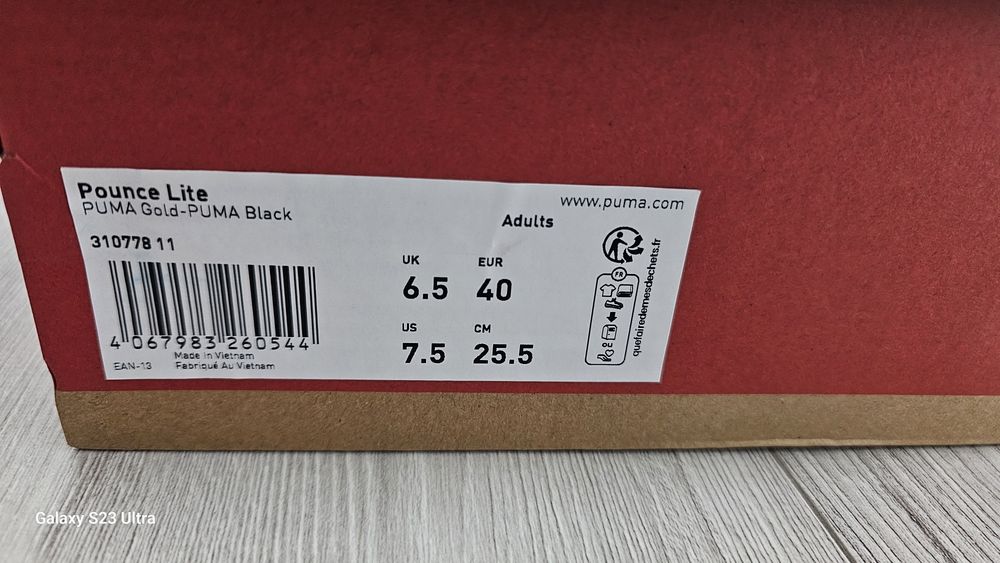 Pounce Lite
PUMA Gold-PUMA Black
www.puma.com
Adults
310778 11
UK EUR
6.5 40
US CM
7.5 25.5
4 067983 260544
Made in Vietnam
EAN-13 Fabriqué Au Vietnam
FR
quefairedemesdechets.fr
Galaxy S23 Ultra